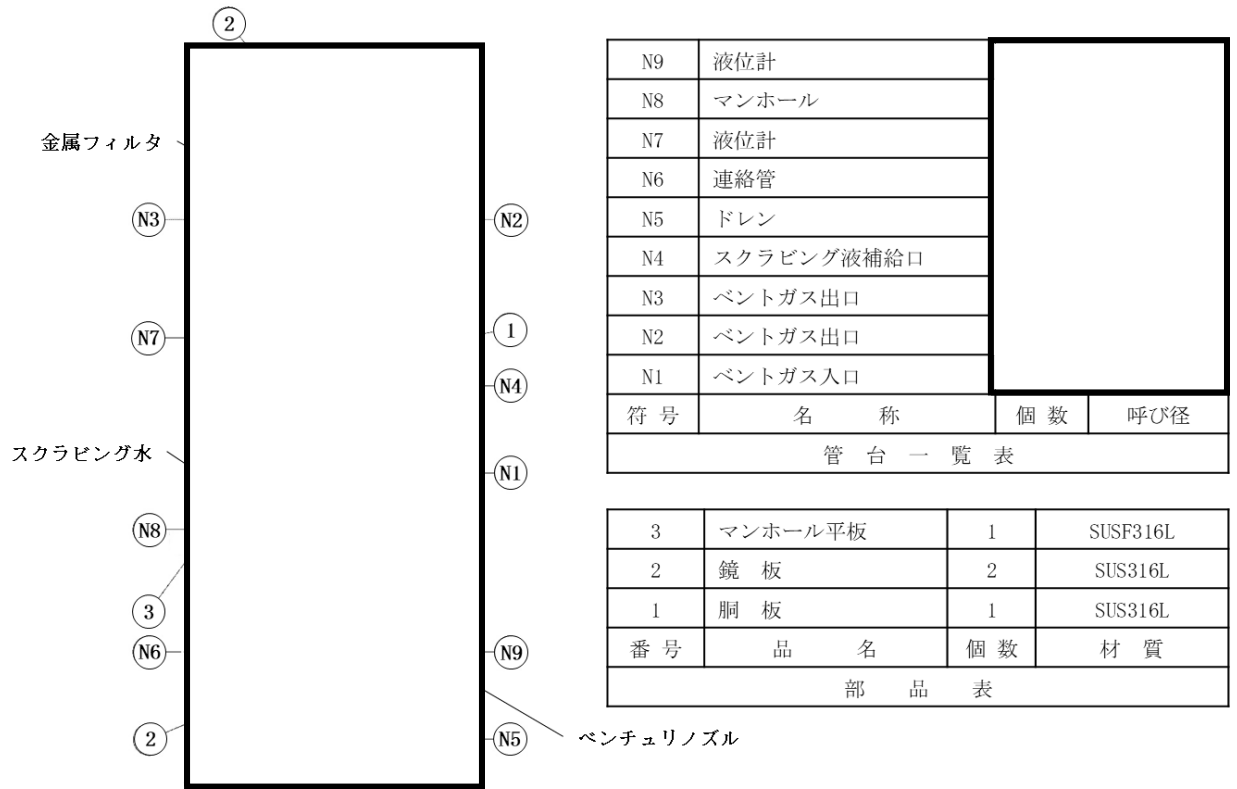 2
金属フィルタ
N3
N2
N7
1
N4
スクラビング水
N1
N8
3
N6
N9
2
N5
ベンチュリノズル
N9 液位計
N8 マンホール
N7 液位計
N6 連絡管
N5 ドレン
N4 スクラビング液補給口
N3 ベントガス出口
N2 ベントガス出口
N1 ベントガス入口
符号 名称 個数 呼び径
管台一覧表
3 マンホール平板 1 SUSF316L
2 鏡板 2 SUS316L
1 胴板 1 SUS316L
番号 品名 個数 材質
部品表